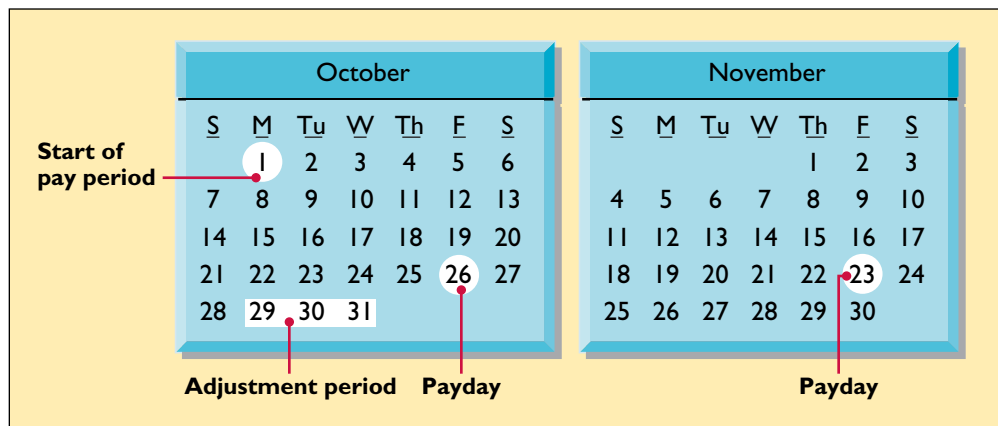 October
S M Tu W Th F S
1 2 3 4 5 6
7 8 9 10 11 12 13
14 15 16 17 18 19 20
21 22 23 24 25 26 27
28 29 30 31
Start of
pay period
Adjustment period
Payday
November
S M Tu W Th F S
1 2 3
4 5 6 7 8 9 10
11 12 13 14 15 16 17
18 19 20 21 22 23 24
25 26 27 28 29 30
Payday